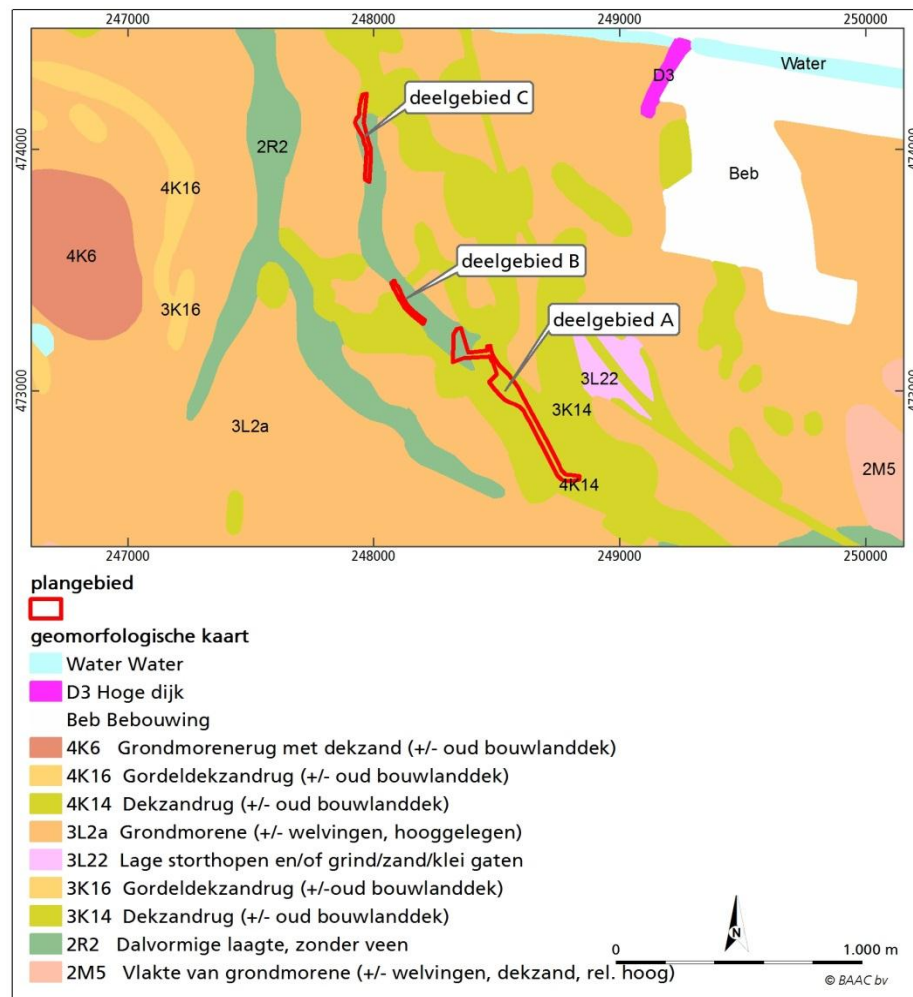 247000 248000 249000 250000
Water
D3
deelgebied C
474000
474000
2R2
Beb
4K16
4K6
deelgebied B
3K16
deelgebied A
3L22
473000
473000
3K14
3L2a
2M5
4K14
247000 248000 249000 250000
plangebied
geomorfologische kaart
Water Water
D3 Hoge dijk
Beb Bebouwing
4K6 Grondmorenerug met dekzand (+/- oud bouwlanddek)
4K16 Gordeldekzandrug (+/- oud bouwlanddek)
4K14 Dekzandrug (+/- oud bouwlanddek)
3L2a Grondmorene (+/- welvingen, hooggelegen)
3L22 Lage storthopen en/of grind/zand/klei gaten
3K16 Gordeldekzandrug (+/-oud bouwlanddek)
3K14 Dekzandrug (+/- oud bouwlanddek)
2R2 Dalvormige laagte, zonder veen
2M5 Vlakte van grondmorene (+/- welvingen, dekzand, rel. hoog)
N
0 1.000 m
© BAAC bv